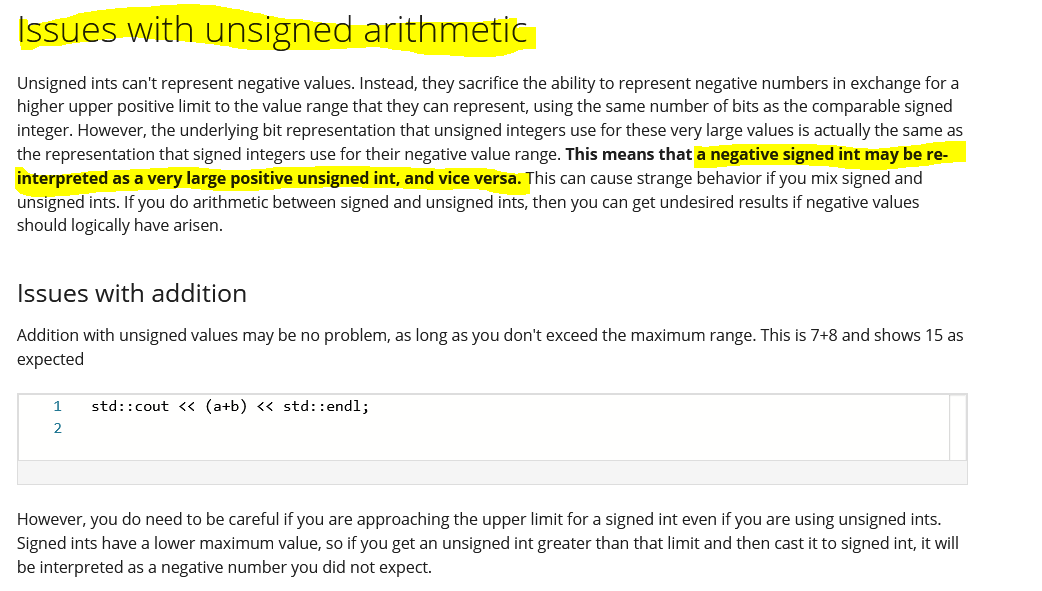 Issues with unsigned arithmetic
Unsigned ints can't represent negative values. Instead, they sacrifice the ability to represent negative numbers in exchange for a
higher upper positive limit to the value range that they can represent, using the same number of bits as the comparable signed
integer. However, the underlying bit representation that unsigned integers use for these very large values is actually the same as
the representation that signed integers use for their negative value range. This means that a negative signed int may be re-
interpreted as a very large positive unsigned int, and vice versa. This can cause strange behavior if you mix signed and
unsigned ints. If you do arithmetic between signed and unsigned ints, then you can get undesired results if negative values
should logically have arisen.
Issues with addition
Addition with unsigned values may be no problem, as long as you don't exceed the maximum range. This is 7+8 and shows 15 as
expected
1 std::cout << (a+b) << std::endl;
2
However, you do need to be careful if you are approaching the upper limit for a signed int even if you are using unsigned ints.
Signed ints have a lower maximum value, so if you get an unsigned int greater than that limit and then cast it to signed int, it will
be interpreted as a negative number you did not expect.